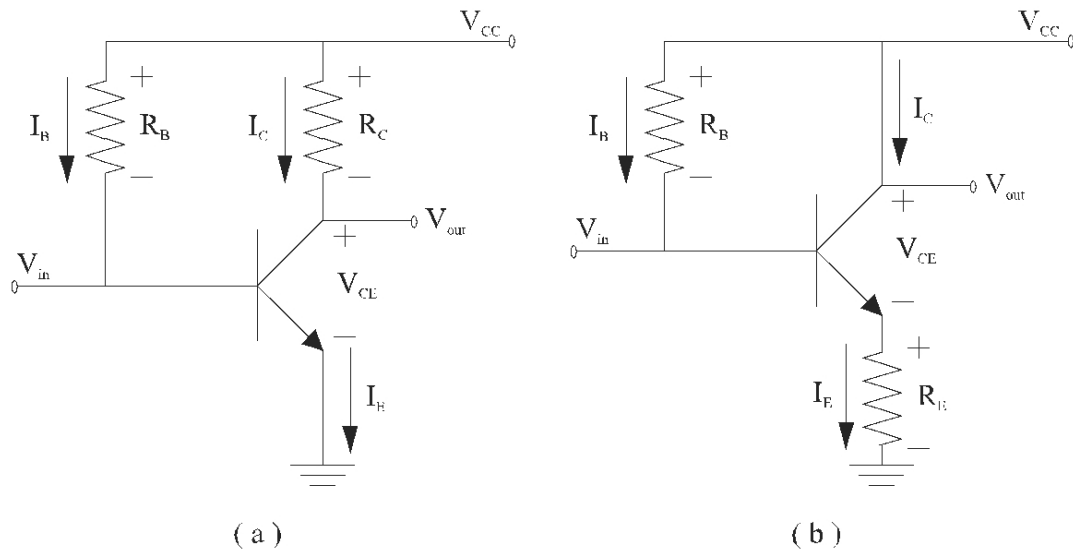 V_CC
+
I_B
R_B
−
+
I_C
R_C
−
V_out
+
V_CE
−
V_in
I_E
( a )
V_CC
+
I_B
R_B
−
I_C
V_out
+
V_CE
−
V_in
+
I_E
R_E
−
( b )